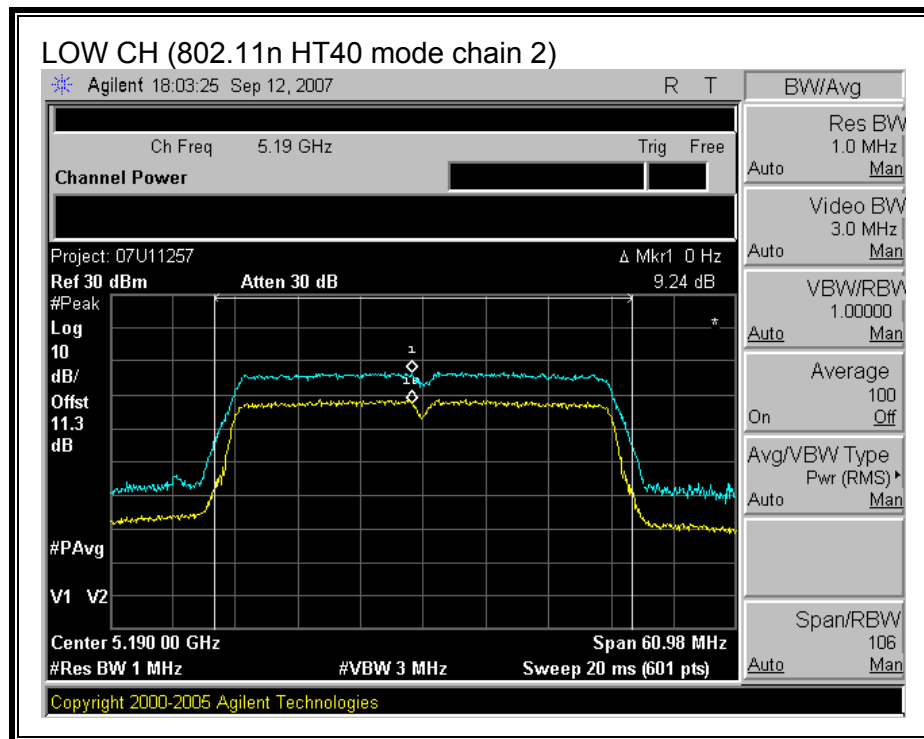 LOW CH (802.11n HT40 mode chain 2)
Agilent 18:03:25 Sep 12, 2007 R T
BW/Avg
Ch Freq 5.19 GHz Trig Free
Channel Power
Res BW
1.0 MHz
Auto Man
Video BW
3.0 MHz
Auto Man
Project: 07U11257 Δ Mkr1 0 Hz
Ref 30 dBm Atten 30 dB 9.24 dB
#Peak
Log
10
dB/
Offst
11.3
dB
#PAvg
V1 V2
*
1
1R
VBW/RBW
1.00000
Auto Man
Average
100
On Off
Avg/VBW Type
Pwr (RMS)
Auto Man
Span/RBW
106
Auto Man
Center 5.190 00 GHz Span 60.98 MHz
#Res BW 1 MHz #VBW 3 MHz Sweep 20 ms (601 pts)
Copyright 2000-2005 Agilent Technologies